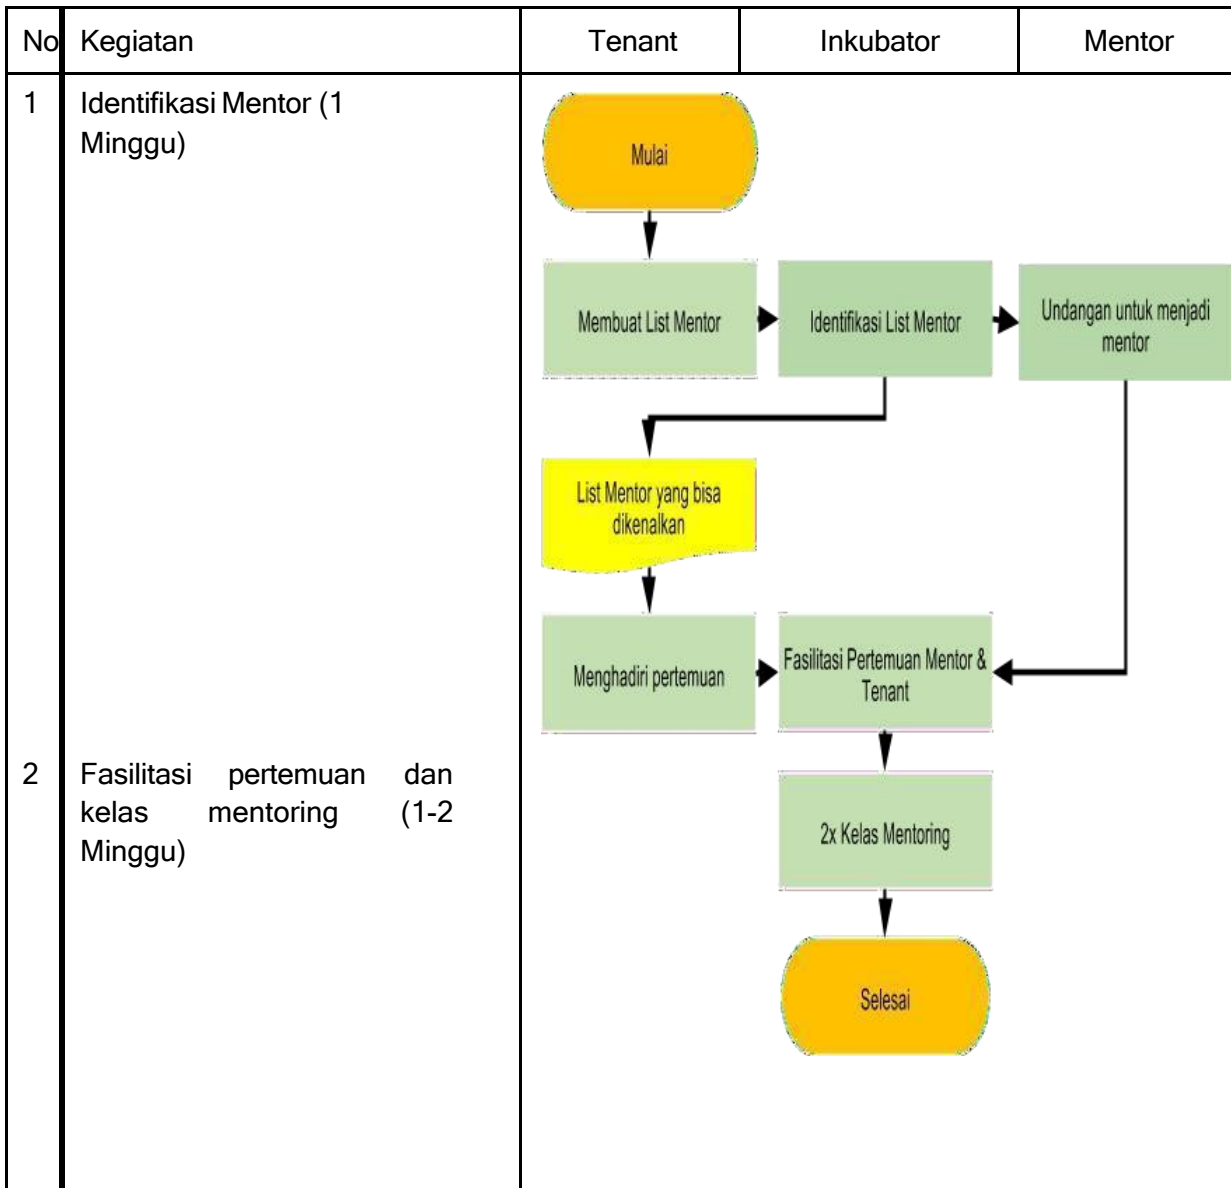 No Kegiatan Tenant Inkubator Mentor
1 Identifikasi Mentor (1
Minggu)
Mulai
Membuat List Mentor
Identifikasi List Mentor
Undangan untuk menjadi
mentor
List Mentor yang bisa
dikenalkan
Menghadiri pertemuan
Fasilitasi Pertemuan Mentor &
Tenant
2 Fasilitasi pertemuan dan
kelas mentoring (1-2
Minggu)
2x Kelas Mentoring
Selesai